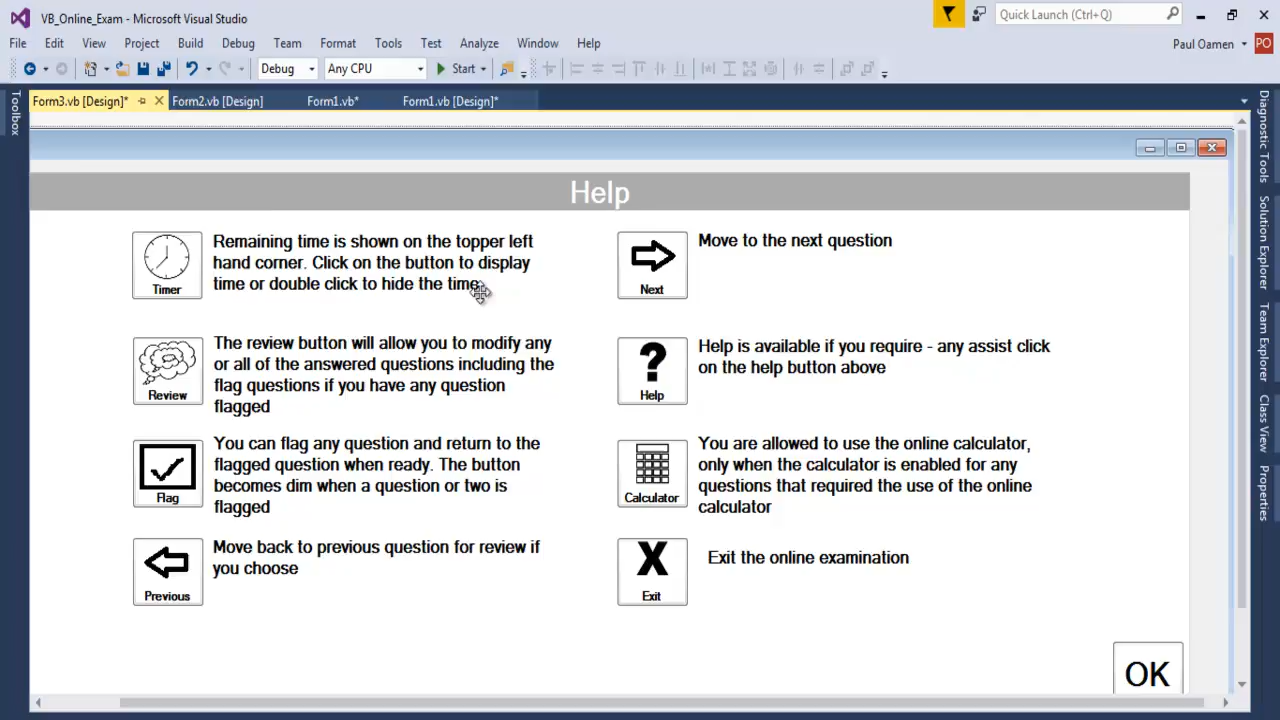 VB_Online_Exam - Microsoft Visual Studio
Quick Launch (Ctrl+Q)
File Edit View Project Build Debug Team Format Tools Test Analyze Window Help
Paul Oamen PO
Debug Any CPU Start
Form3.vb [Design]* Form2.vb [Design] Form1.vb* Form1.vb [Design]*
Toolbox
Diagnostic Tools
Solution Explorer
Team Explorer
Class View
Properties
Help
Timer
Remaining time is shown on the topper left
hand corner. Click on the button to display
time or double click to hide the time
Next
Move to the next question
Review
The review button will allow you to modify any
or all of the answered questions including the
flag questions if you have any question
flagged
Help
Help is available if you require - any assist click
on the help button above
Flag
You can flag any question and return to the
flagged question when ready. The button
becomes dim when a question or two is
flagged
Calculator
You are allowed to use the online calculator,
only when the calculator is enabled for any
questions that required the use of the online
calculator
Previous
Move back to previous question for review if
you choose
X
Exit
Exit the online examination
OK